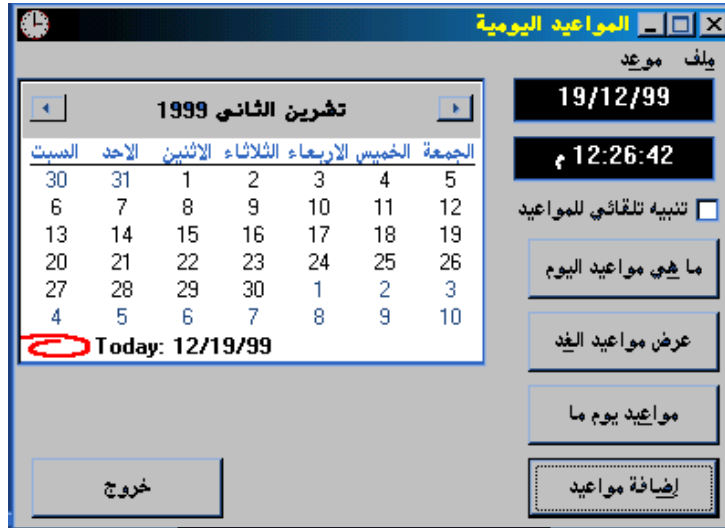 المواعيد اليومية
ملف موعد
19/12/99
12:26:42 م
تنبيه تلقائي للمواعيد
ما هي مواعيد اليوم
عرض مواعيد الغد
مواعيد يوم ما
إضافة مواعيد
تشرين الثاني 1999
السبت الاحد الاثنين الثلاثاء الاربعاء الخميس الجمعة
30 31 1 2 3 4 5
6 7 8 9 10 11 12
13 14 15 16 17 18 19
20 21 22 23 24 25 26
27 28 29 30 1 2 3
4 5 6 7 8 9 10
Today: 12/19/99
خروج